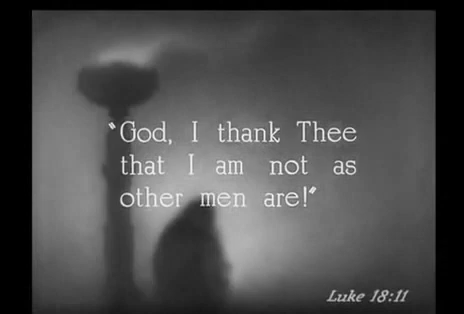 "God, I thank Thee
that I am not as
other men are!"
Luke 18:11